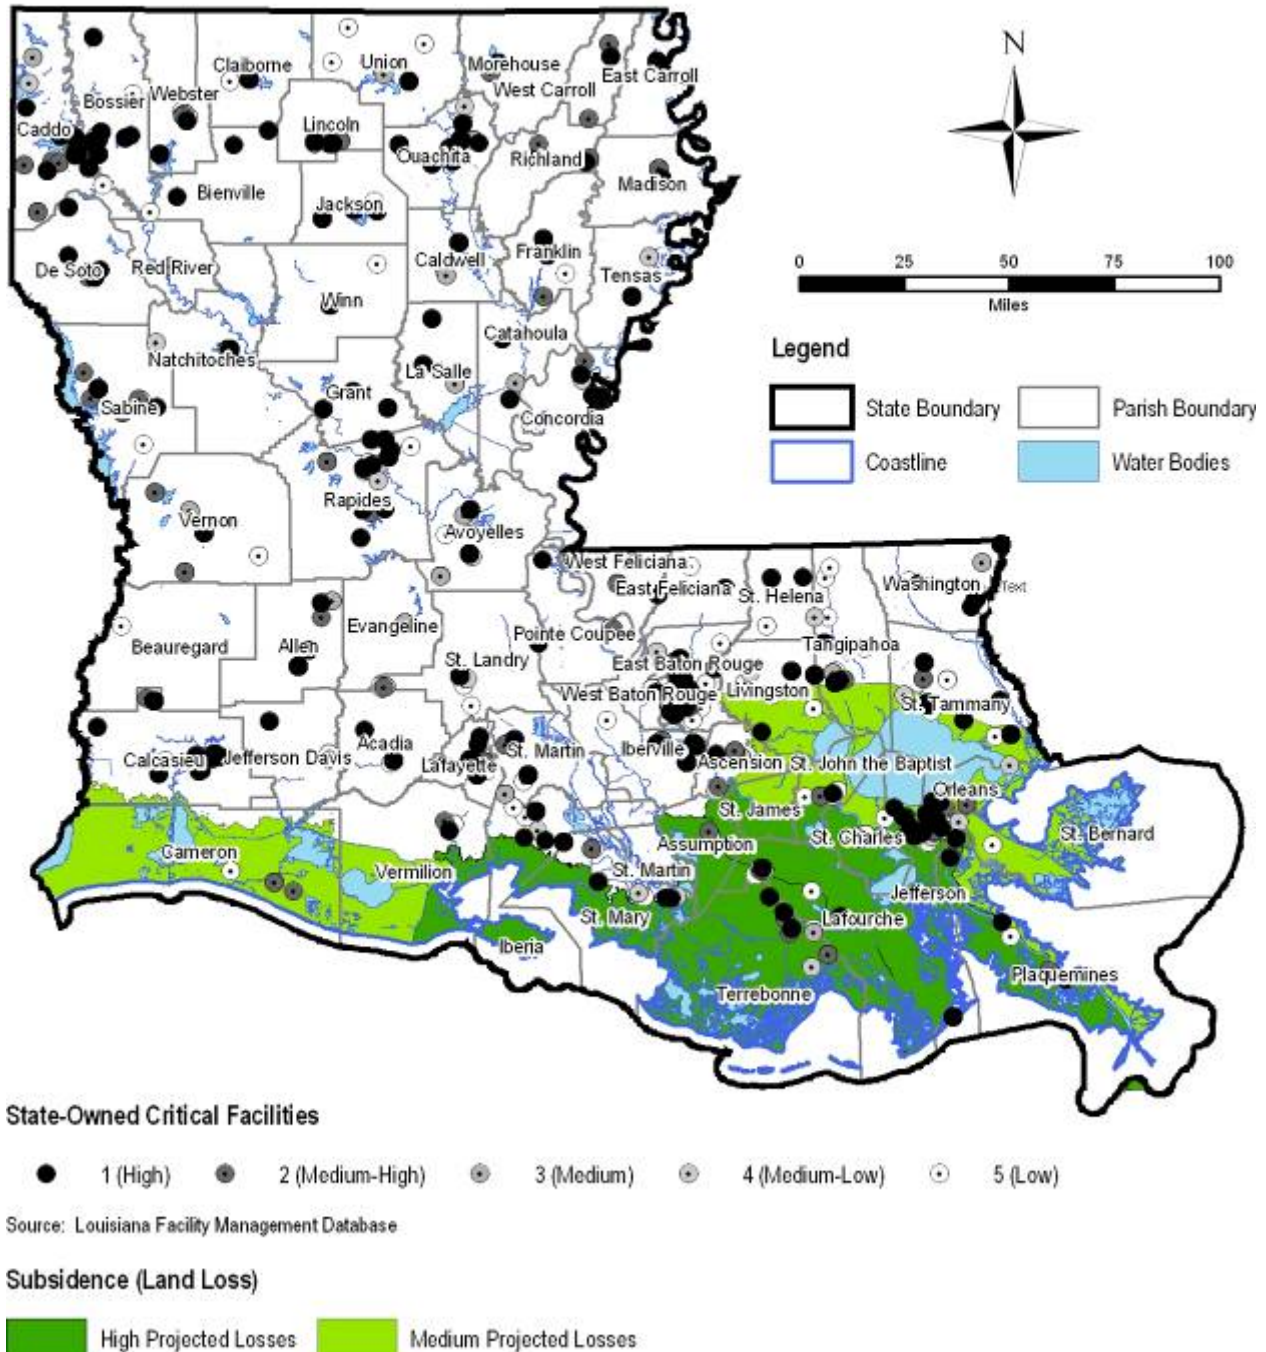 N
Claiborne
Union
Morehouse
East Carroll
West Carroll
Bossier
Webster
Caddo
Lincoln
Ouachita
Richland
Madison
Bienville
Jackson
De Soto
Red River
Caldwell
Franklin
Tensas
Winn
0 25 50 75 100
Miles
Natchitoches
Catahoula
La Salle
Sabine
Grant
Concordia
Legend
State Boundary
Parish Boundary
Coastline
Water Bodies
Rapides
Vernon
Avoyelles
West Feliciana
East Feliciana
St. Helena
Washington
Text
Beauregard
Allen
Evangeline
Pointe Coupee
Tangipahoa
St. Landry
East Baton Rouge
West Baton Rouge
Livingston
St. Tammany
Calcasieu
Jefferson Davis
Acadia
Lafayette
St. Martin
Iberville
Ascension
St. John the Baptist
Orleans
St. James
St. Charles
St. Bernard
Cameron
Vermilion
Assumption
St. Martin
Jefferson
St. Mary
Lafourche
Iberia
Terrebonne
Plaquemines
State-Owned Critical Facilities
1 (High) 2 (Medium-High) 3 (Medium) 4 (Medium-Low) 5 (Low)
Source: Louisiana Facility Management Database
Subsidence (Land Loss)
High Projected Losses Medium Projected Losses